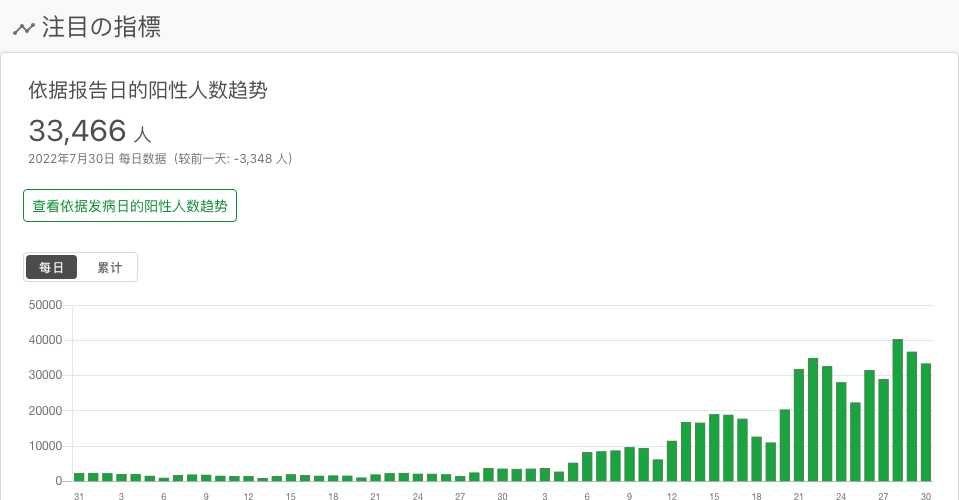 注目の指標
依据报告日的阳性人数趋势
33,466 人
2022年7月30日 每日数据（较前一天: -3,348 人）
查看依据发病日的阳性人数趋势
每日 累计
50000
40000
30000
20000
10000
0
31 3 6 9 12 15 18 21 24 27 30 3 6 9 12 15 18 21 24 27 30